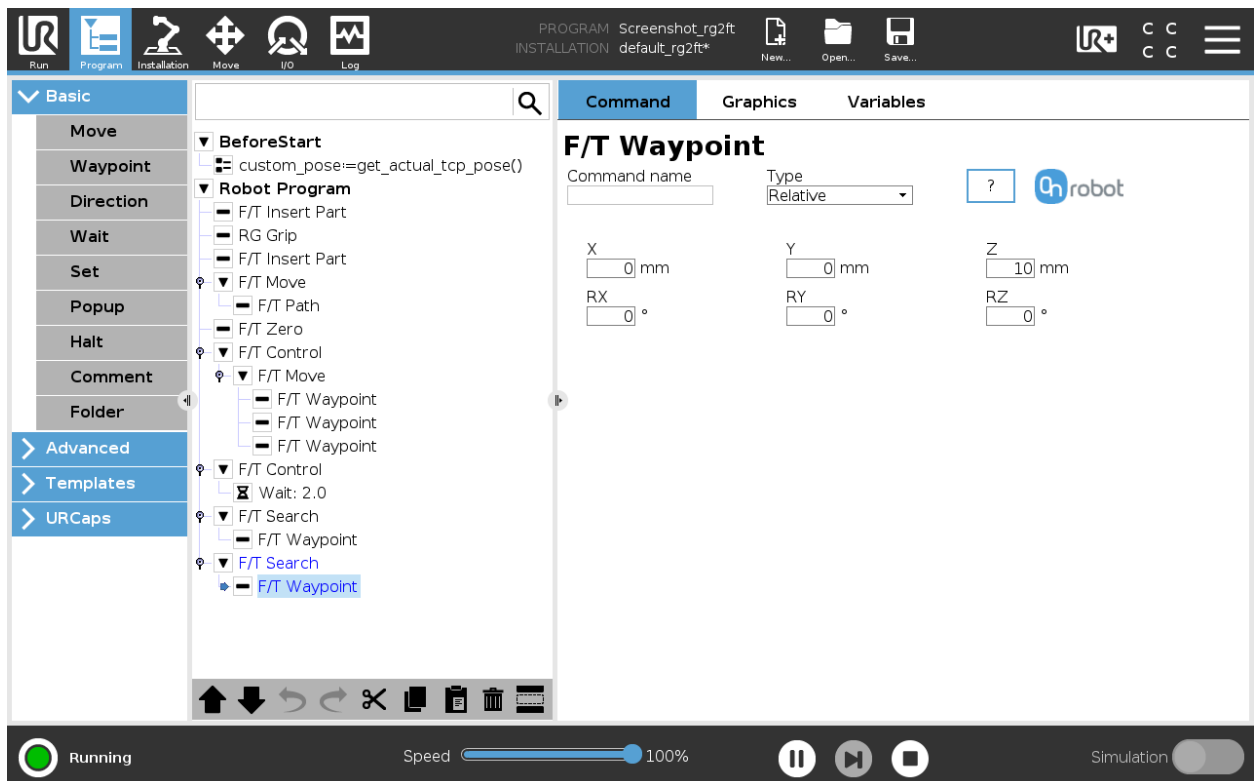 PROGRAM Screenshot_rg2ft
INSTALLATION default_rg2ft*
Run
Program
Installation
Move
I/O
Log
New...
Open...
Save...
UR
UR+
C C
C C
Basic
Move
Waypoint
Direction
Wait
Set
Popup
Halt
Comment
Folder
Advanced
Templates
URCaps
BeforeStart
custom_pose:=get_actual_tcp_pose()
Robot Program
F/T Insert Part
RG Grip
F/T Insert Part
F/T Move
F/T Path
F/T Zero
F/T Control
F/T Move
F/T Waypoint
F/T Waypoint
F/T Waypoint
F/T Control
Wait: 2.0
F/T Search
F/T Waypoint
F/T Search
F/T Waypoint
Command Graphics Variables
F/T Waypoint
Command name Type
Relative
?
OnRobot
X Y Z
0 mm 0 mm 10 mm
RX RY RZ
0 ° 0 ° 0 °
Running
Speed 100%
Simulation